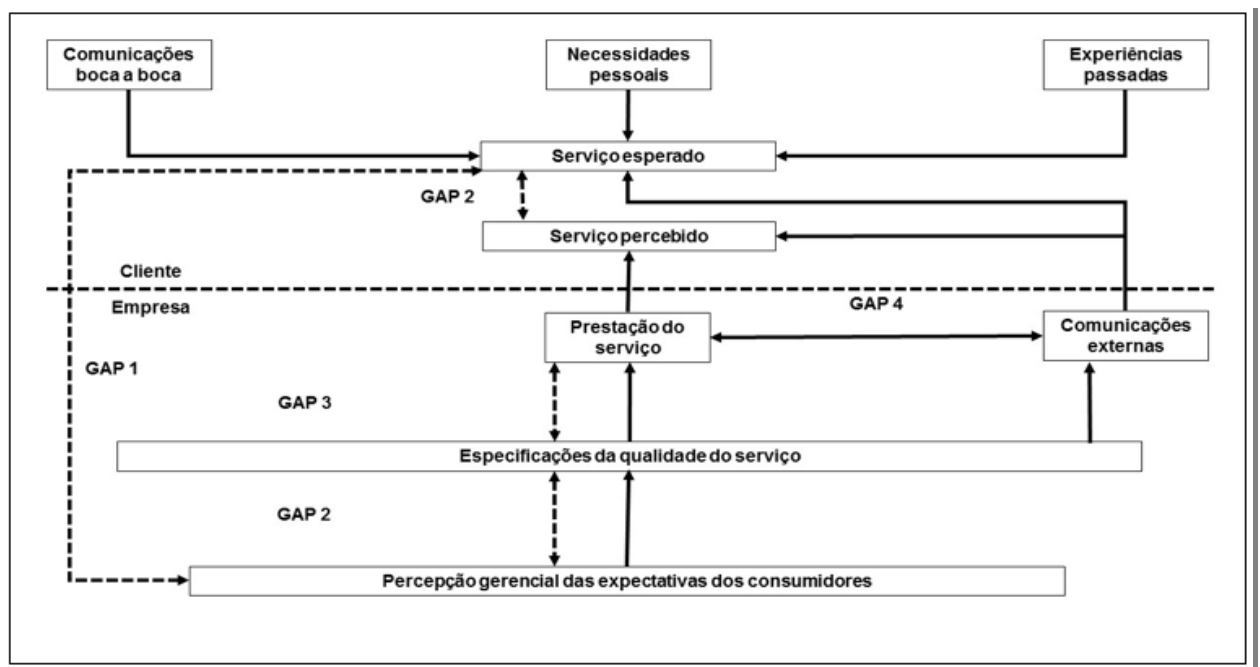 Comunicações
boca a boca
Necessidades
pessoais
Experiências
passadas
Serviço esperado
GAP 2
Serviço percebido
Cliente
Empresa
GAP 4
Prestação do
serviço
Comunicações
externas
GAP 1
GAP 3
Especificações da qualidade do serviço
GAP 2
Percepção gerencial das expectativas dos consumidores